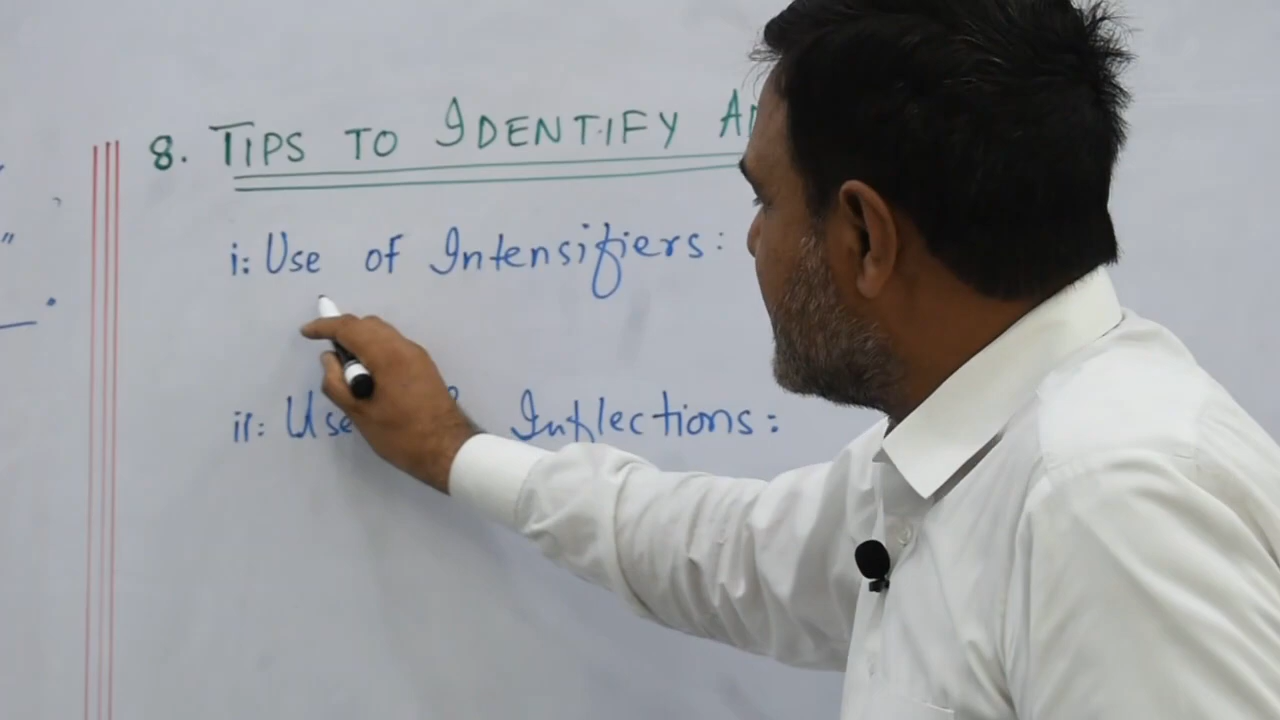 8. TIPS TO IDENTIFY
i: Use of Intensifiers:
ii: Use Inflections: